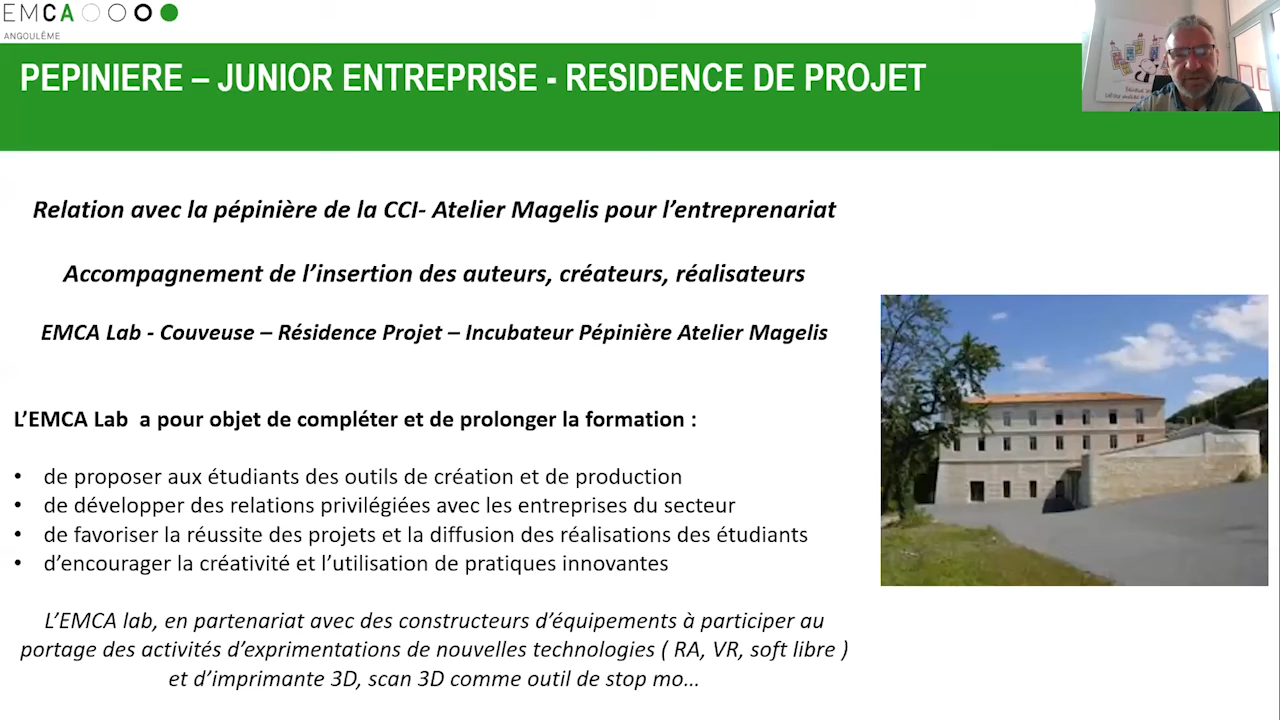 EMCA
ANGOULÊME
PEPINIERE – JUNIOR ENTREPRISE - RESIDENCE DE PROJET
Relation avec la pépinière de la CCI- Atelier Magelis pour l’entreprenariat
Accompagnement de l’insertion des auteurs, créateurs, réalisateurs
EMCA Lab - Couveuse – Résidence Projet – Incubateur Pépinière Atelier Magelis
L’EMCA Lab a pour objet de compléter et de prolonger la formation :
• de proposer aux étudiants des outils de création et de production
• de développer des relations privilégiées avec les entreprises du secteur
• de favoriser la réussite des projets et la diffusion des réalisations des étudiants
• d’encourager la créativité et l’utilisation de pratiques innovantes
L’EMCA lab, en partenariat avec des constructeurs d’équipements à participer au
portage des activités d’exprimentations de nouvelles technologies ( RA, VR, soft libre )
et d’imprimante 3D, scan 3D comme outil de stop mo…